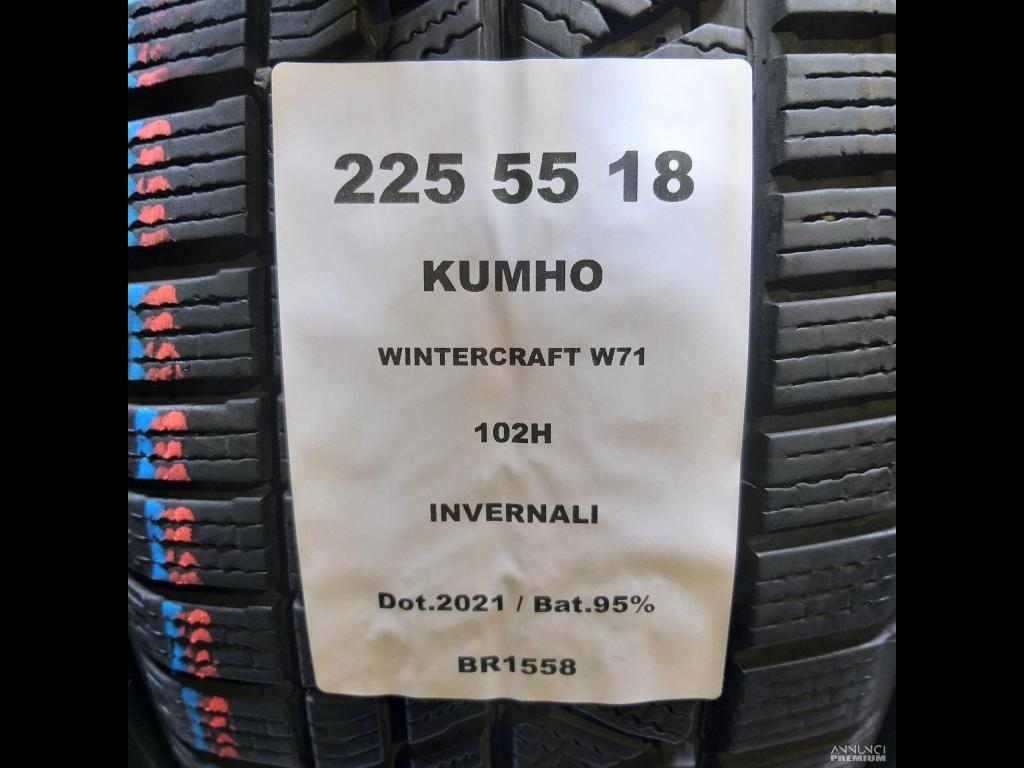 225 55 18
KUMHO
WINTERCRAFT W71
102H
INVERNALI
Dot.2021 / Bat.95%
BR1558
ANNUNCI
PREMIUM